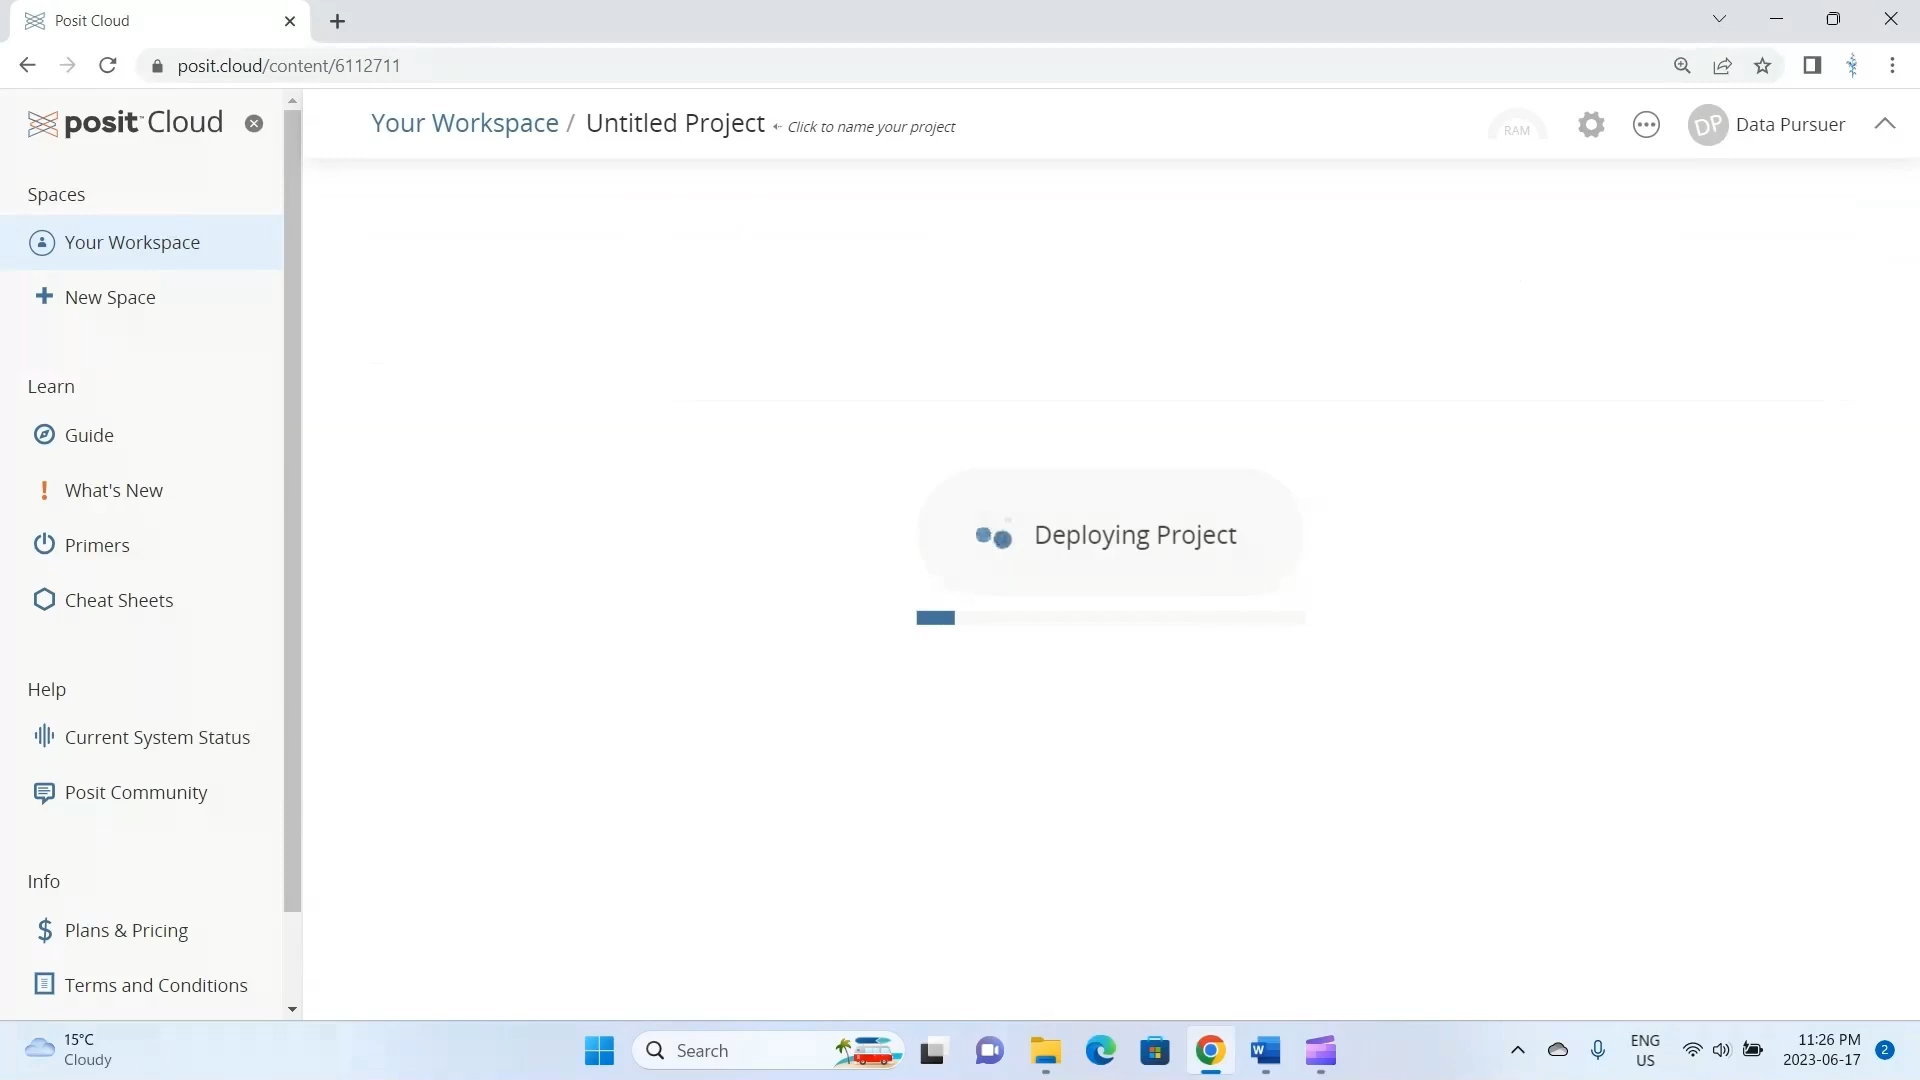 Posit Cloud
posit.cloud/content/6112711
posit Cloud
Your Workspace / Untitled Project ← Click to name your project
RAM
DP Data Pursuer
Spaces
Your Workspace
New Space
Learn
Guide
What's New
Primers
Cheat Sheets
Deploying Project
Help
Current System Status
Posit Community
Info
Plans & Pricing
Terms and Conditions
15°C
Cloudy
Search
W
ENG
US
11:26 PM
2023-06-17
2